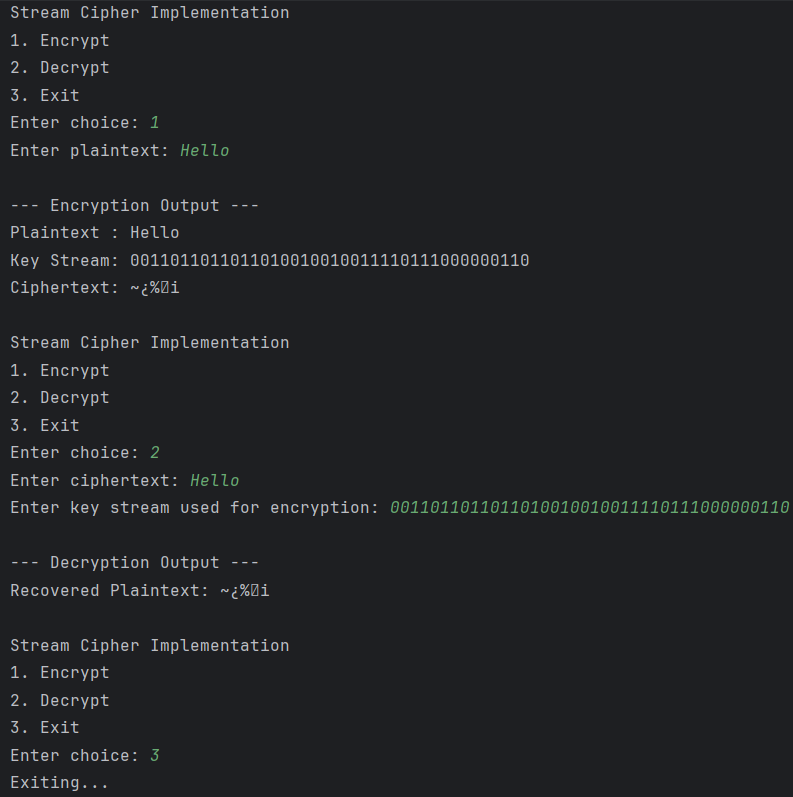 Stream Cipher Implementation
1. Encrypt
2. Decrypt
3. Exit
Enter choice: 1
Enter plaintext: Hello
--- Encryption Output ---
Plaintext : Hello
Key Stream: 0011011011011010010010011110111000000110
Ciphertext: ~¿%i
Stream Cipher Implementation
1. Encrypt
2. Decrypt
3. Exit
Enter choice: 2
Enter ciphertext: Hello
Enter key stream used for encryption: 0011011011011010010010011110111000000110
--- Decryption Output ---
Recovered Plaintext: ~¿%i
Stream Cipher Implementation
1. Encrypt
2. Decrypt
3. Exit
Enter choice: 3
Exiting...